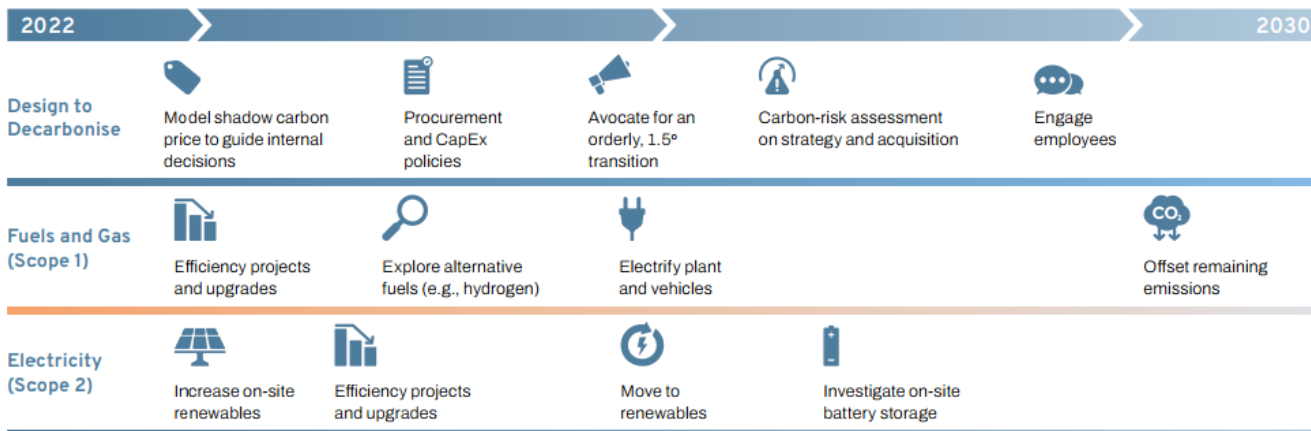 2022
2030
Design to
Decarbonise
Model shadow carbon
price to guide internal
decisions
Procurement
and CapEx
policies
Avocate for an
orderly, 1.5°
transition
Carbon-risk assessment
on strategy and acquisition
Engage
employees
Fuels and Gas
(Scope 1)
Efficiency projects
and upgrades
Explore alternative
fuels (e.g., hydrogen)
Electrify plant
and vehicles
CO₂
Offset remaining
emissions
Electricity
(Scope 2)
Increase on-site
renewables
Efficiency projects
and upgrades
Move to
renewables
Investigate on-site
battery storage